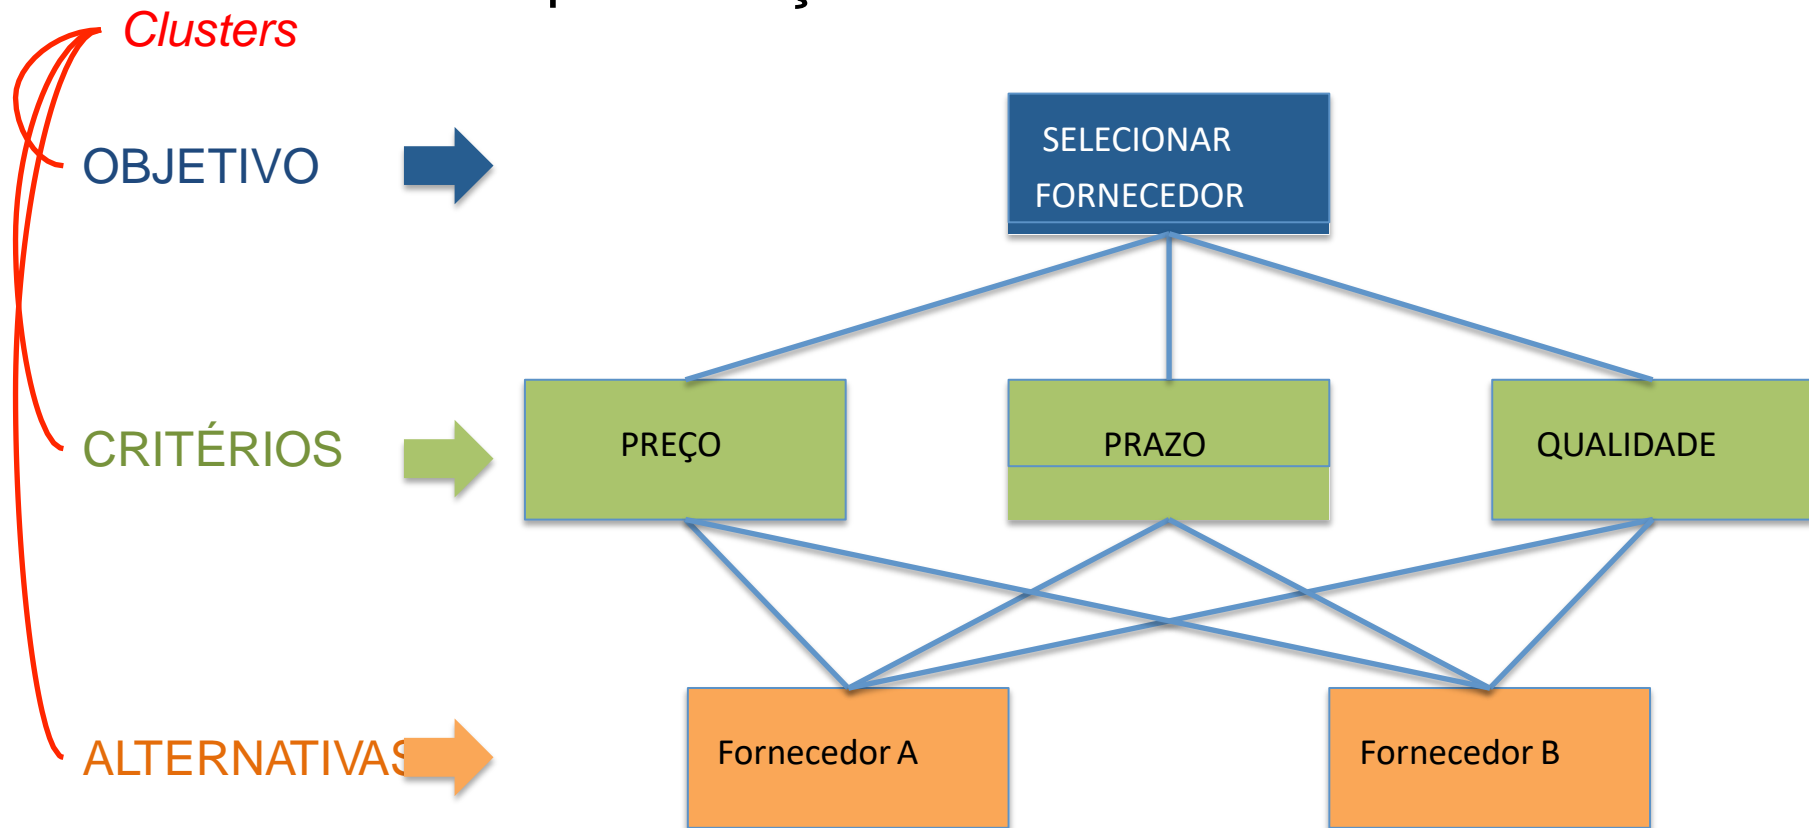 Clusters
OBJETIVO
SELECIONAR
FORNECEDOR
CRITÉRIOS
PREÇO
PRAZO
QUALIDADE
ALTERNATIVAS
Fornecedor A
Fornecedor B